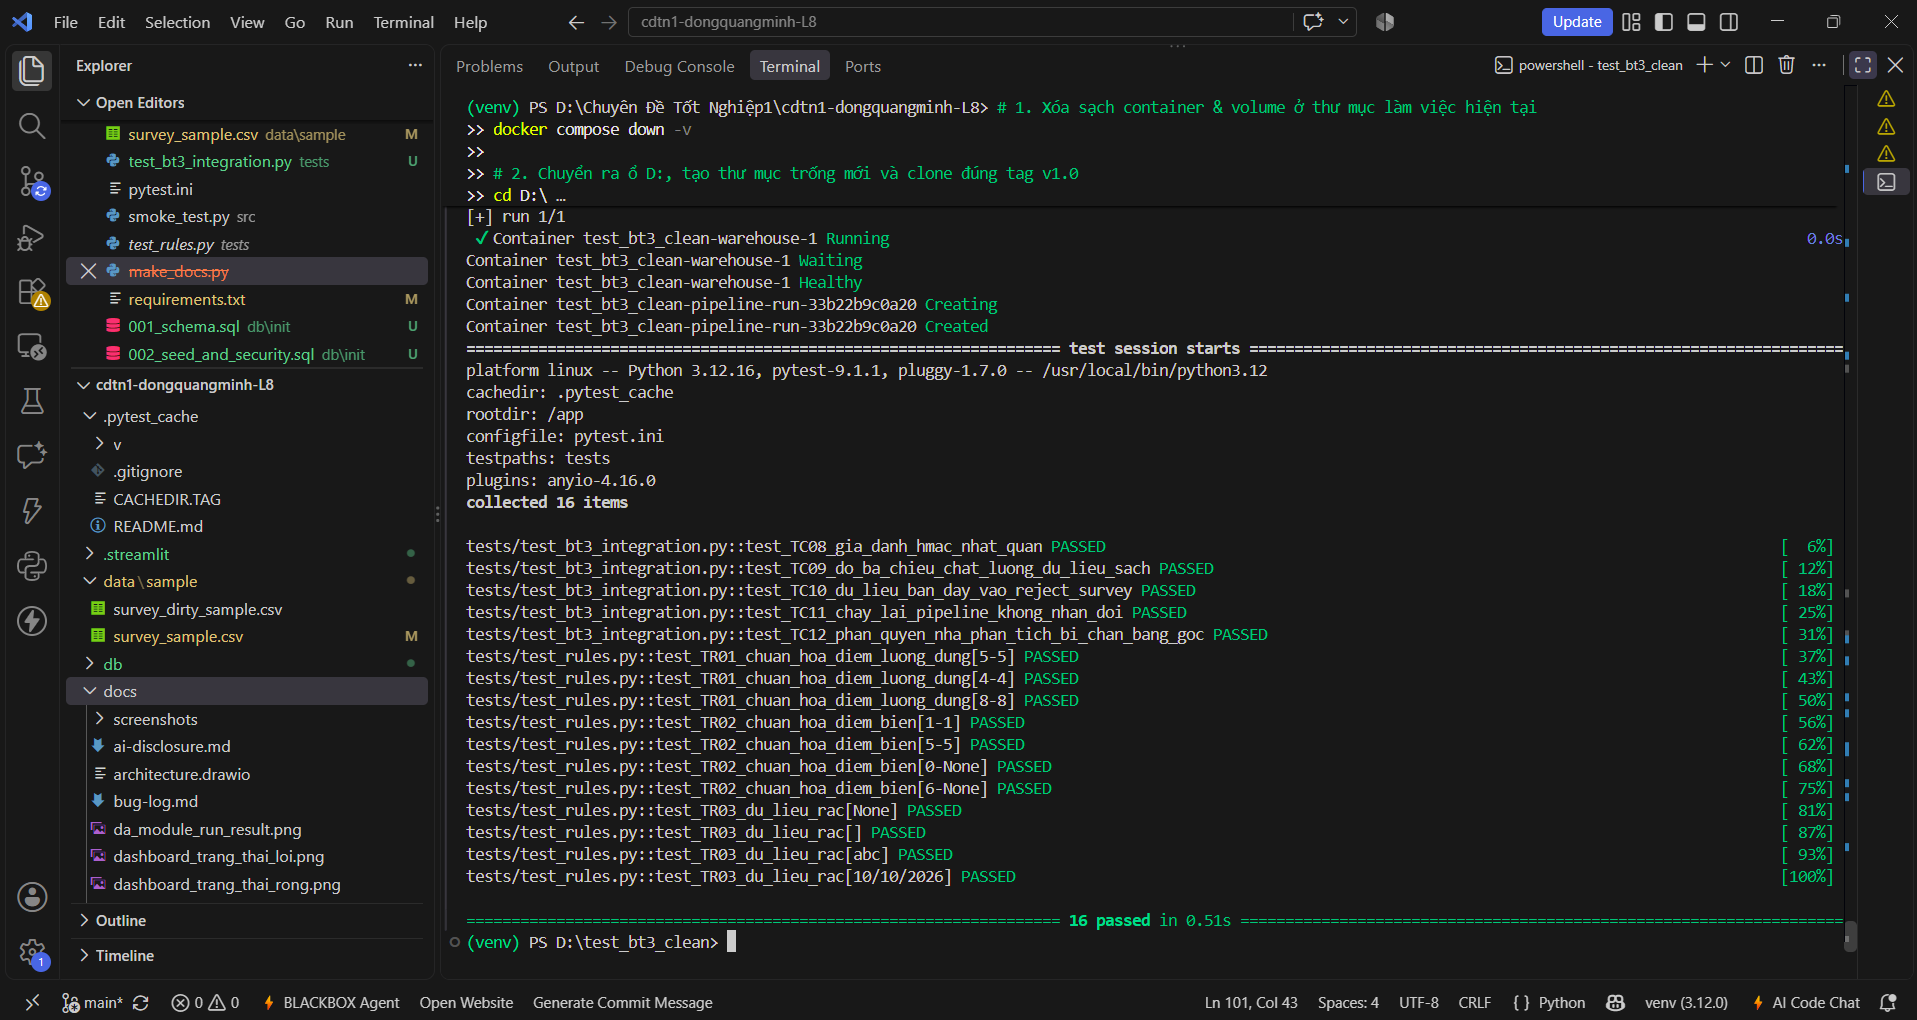 File Edit Selection View Go Run Terminal Help
cdtn1-dongquangminh-L8
Update
Explorer
Open Editors
survey_sample.csv data\sample M
test_bt3_integration.py tests U
pytest.ini
smoke_test.py src
test_rules.py tests
make_docs.py
requirements.txt M
001_schema.sql db\init U
002_seed_and_security.sql db\init U
cdtn1-dongquangminh-L8
.pytest_cache
v
.gitignore
CACHEDIR.TAG
README.md
.streamlit
data\sample
survey_dirty_sample.csv
survey_sample.csv M
db
docs
screenshots
ai-disclosure.md
architecture.drawio
bug-log.md
da_module_run_result.png
dashboard_trang_thai_loi.png
dashboard_trang_thai_rong.png
Outline
Timeline
1
Problems Output Debug Console Terminal Ports
powershell - test_bt3_clean
(venv) PS D:\Chuyên Đề Tốt Nghiệp1\cdtn1-dongquangminh-L8> # 1. Xóa sạch container & volume ở thư mục làm việc hiện tại
>> docker compose down -v
>>
>> # 2. Chuyển ra ổ D:, tạo thư mục trống mới và clone đúng tag v1.0
>> cd D:\ …
[+] run 1/1
✓Container test_bt3_clean-warehouse-1 Running 0.0s
Container test_bt3_clean-warehouse-1 Waiting
Container test_bt3_clean-warehouse-1 Healthy
Container test_bt3_clean-pipeline-run-33b22b9c0a20 Creating
Container test_bt3_clean-pipeline-run-33b22b9c0a20 Created
================================================================== test session starts ==================================================================
platform linux -- Python 3.12.16, pytest-9.1.1, pluggy-1.7.0 -- /usr/local/bin/python3.12
cachedir: .pytest_cache
rootdir: /app
configfile: pytest.ini
testpaths: tests
plugins: anyio-4.16.0
collected 16 items
tests/test_bt3_integration.py::test_TC08_gia_danh_hmac_nhat_quan PASSED [  6%]
tests/test_bt3_integration.py::test_TC09_do_ba_chieu_chat_luong_du_lieu_sach PASSED [ 12%]
tests/test_bt3_integration.py::test_TC10_du_lieu_ban_day_vao_reject_survey PASSED [ 18%]
tests/test_bt3_integration.py::test_TC11_chay_lai_pipeline_khong_nhan_doi PASSED [ 25%]
tests/test_bt3_integration.py::test_TC12_phan_quyen_nha_phan_tich_bi_chan_bang_goc PASSED [ 31%]
tests/test_rules.py::test_TR01_chuan_hoa_diem_luong_dung[5-5] PASSED [ 37%]
tests/test_rules.py::test_TR01_chuan_hoa_diem_luong_dung[4-4] PASSED [ 43%]
tests/test_rules.py::test_TR01_chuan_hoa_diem_luong_dung[8-8] PASSED [ 50%]
tests/test_rules.py::test_TR02_chuan_hoa_diem_bien[1-1] PASSED [ 56%]
tests/test_rules.py::test_TR02_chuan_hoa_diem_bien[5-5] PASSED [ 62%]
tests/test_rules.py::test_TR02_chuan_hoa_diem_bien[0-None] PASSED [ 68%]
tests/test_rules.py::test_TR02_chuan_hoa_diem_bien[6-None] PASSED [ 75%]
tests/test_rules.py::test_TR03_du_lieu_rac[None] PASSED [ 81%]
tests/test_rules.py::test_TR03_du_lieu_rac[] PASSED [ 87%]
tests/test_rules.py::test_TR03_du_lieu_rac[abc] PASSED [ 93%]
tests/test_rules.py::test_TR03_du_lieu_rac[10/10/2026] PASSED [100%]
================================================================== 16 passed in 0.51s ===================================================================
(venv) PS D:\test_bt3_clean>
main* 0 0 BLACKBOX Agent Open Website Generate Commit Message Ln 101, Col 43 Spaces: 4 UTF-8 CRLF { } Python venv (3.12.0) AI Code Chat